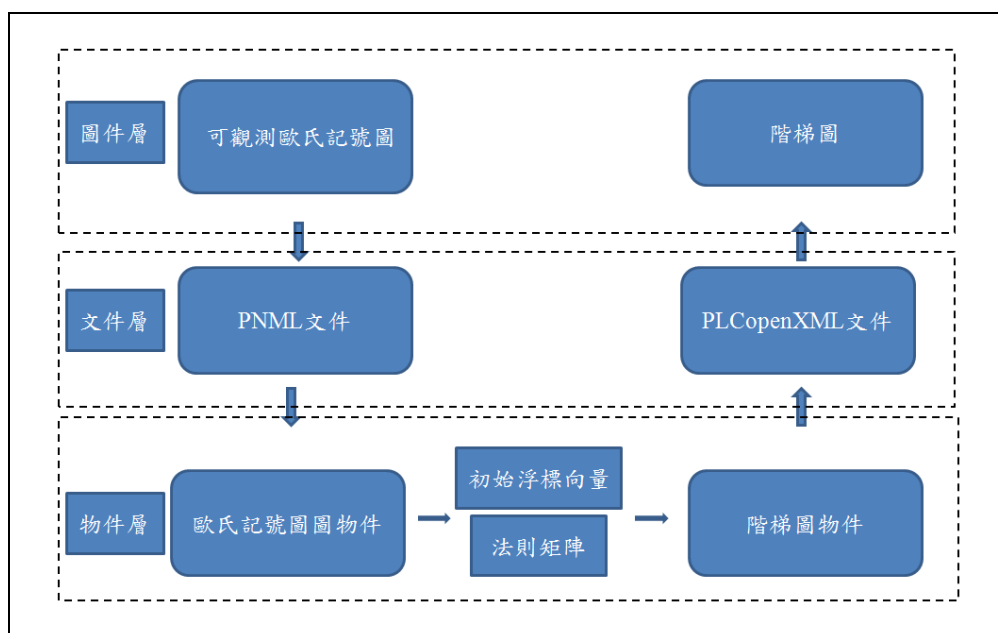 圖件層
可觀測歐氏記號圖
階梯圖
文件層
PNML文件
PLCopenXML文件
物件層
歐氏記號圖圖物件
初始浮標向量
法則矩陣
階梯圖物件